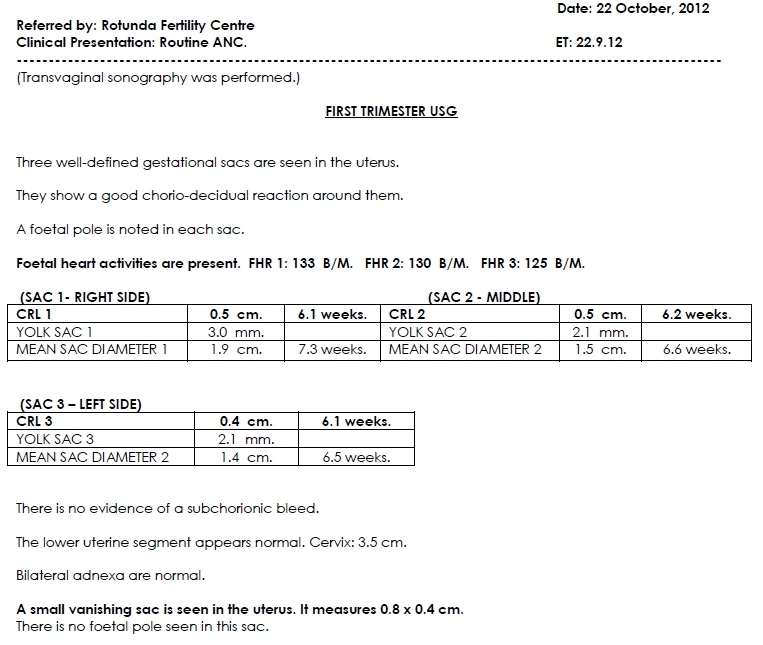 Date: 22 October, 2012
Referred by: Rotunda Fertility Centre
Clinical Presentation: Routine ANC. ET: 22.9.12
(Transvaginal sonography was performed.)
FIRST TRIMESTER USG
Three well-defined gestational sacs are seen in the uterus.
They show a good chorio-decidual reaction around them.
A foetal pole is noted in each sac.
Foetal heart activities are present. FHR 1: 133 B/M. FHR 2: 130 B/M. FHR 3: 125 B/M.
(SAC 1- RIGHT SIDE) (SAC 2 - MIDDLE)
CRL 1 0.5 cm. 6.1 weeks. CRL 2 0.5 cm. 6.2 weeks.
YOLK SAC 1 3.0 mm. YOLK SAC 2 2.1 mm.
MEAN SAC DIAMETER 1 1.9 cm. 7.3 weeks. MEAN SAC DIAMETER 2 1.5 cm. 6.6 weeks.
(SAC 3 – LEFT SIDE)
CRL 3 0.4 cm. 6.1 weeks.
YOLK SAC 3 2.1 mm.
MEAN SAC DIAMETER 2 1.4 cm. 6.5 weeks.
There is no evidence of a subchorionic bleed.
The lower uterine segment appears normal. Cervix: 3.5 cm.
Bilateral adnexa are normal.
A small vanishing sac is seen in the uterus. It measures 0.8 x 0.4 cm.
There is no foetal pole seen in this sac.